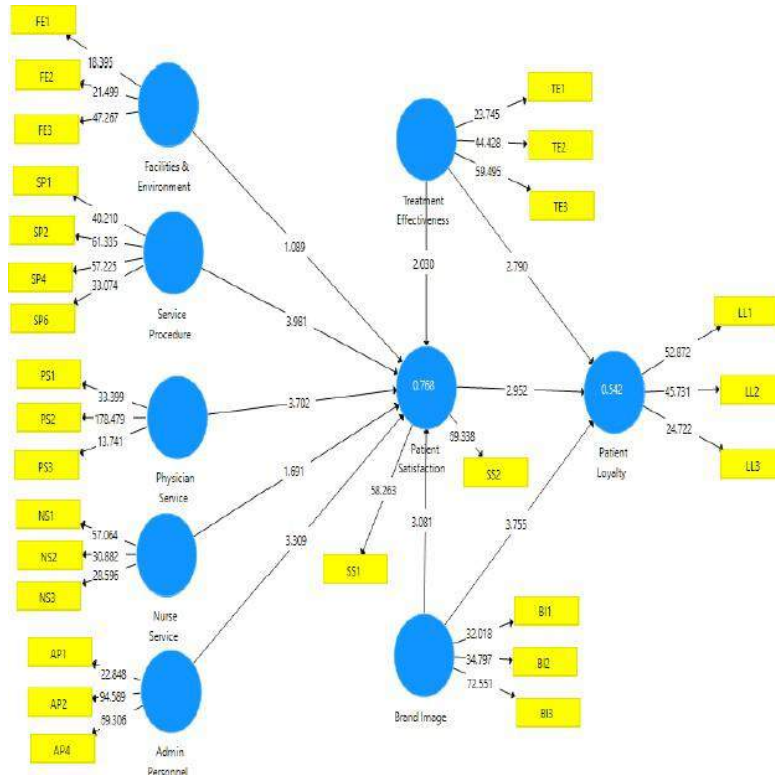 FE1
18.395
FE2
21.499
47.267
FE3
Facilities &
Environment
SP1
40.210
SP2
61.335
57.225
SP4
33.074
SP6
Service
Procedure
PS1
33.399
PS2
178.479
13.741
PS3
Physician
Service
NS1
57.064
NS2
30.882
28.596
NS3
Nurse
Service
AP1
22.848
AP2
94.589
69.306
AP4
Admin
Personnel
1.089
3.981
3.702
1.691
3.309
TE1
23.745
44.428
TE2
59.495
TE3
Treatment
Effectiveness
2.030
2.790
0.768
Patient
Satisfaction
2.952
69.338
SS2
58.263
SS1
3.081
3.755
0.542
Patient
Loyalty
LL1
52.872
45.731
LL2
24.722
LL3
BI1
32.018
34.797
BI2
72.551
BI3
Brand Image